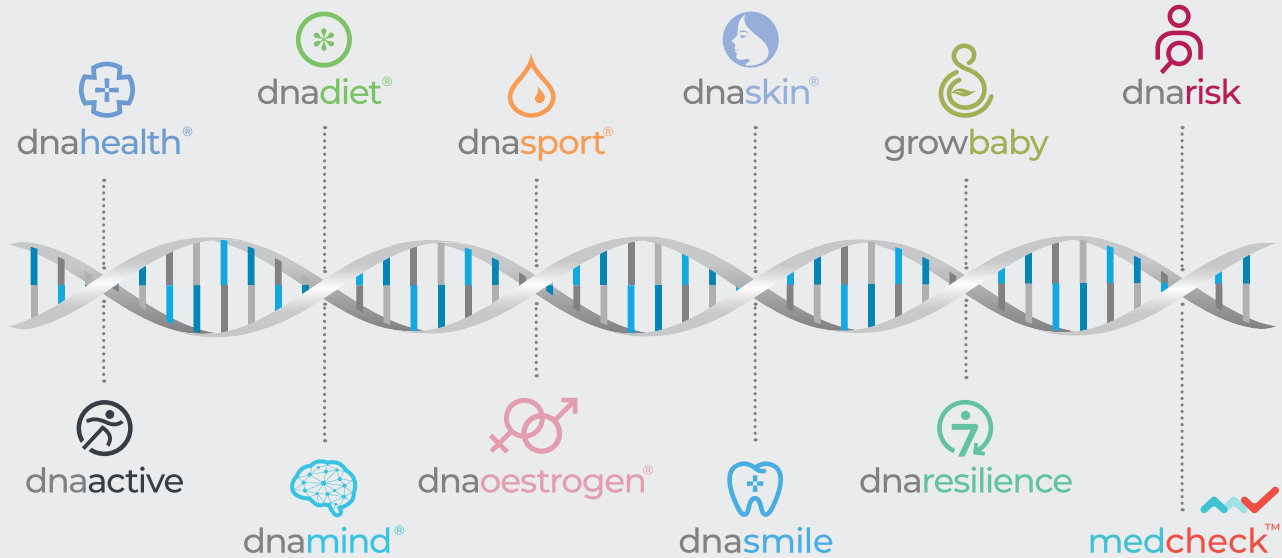 dnahealth®
dnadiet®
dnasport®
dnaskin®
growbaby
dnarisk
dnaactive
dnamind®
dnaoestrogen®
dnasmile
dnaresilience
medcheck™